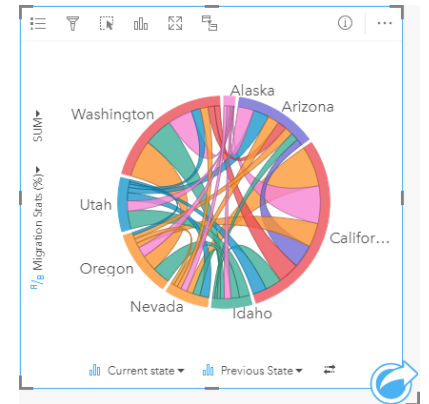 Alaska
Arizona
Washington
SUM
Utah
Migration Stats (%)
A/B
Califor...
Oregon
Nevada
Idaho
Current state
Previous State